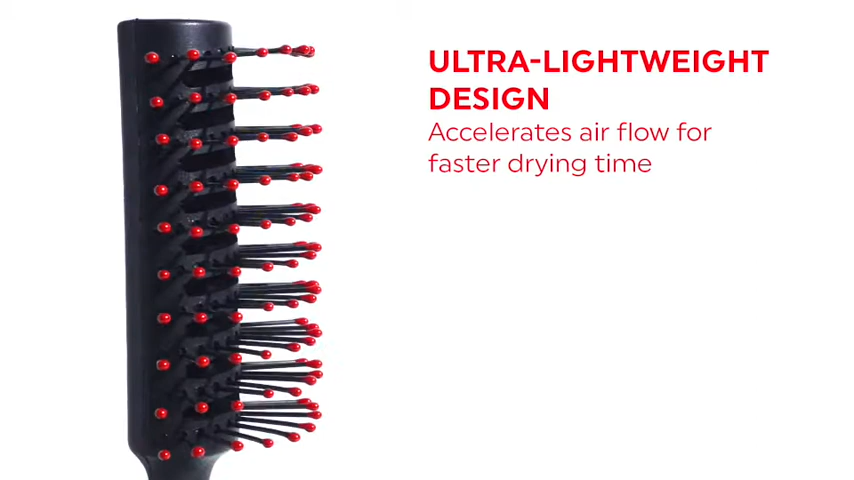 ULTRA-LIGHTWEIGHT
DESIGN
Accelerates air flow for
faster drying time